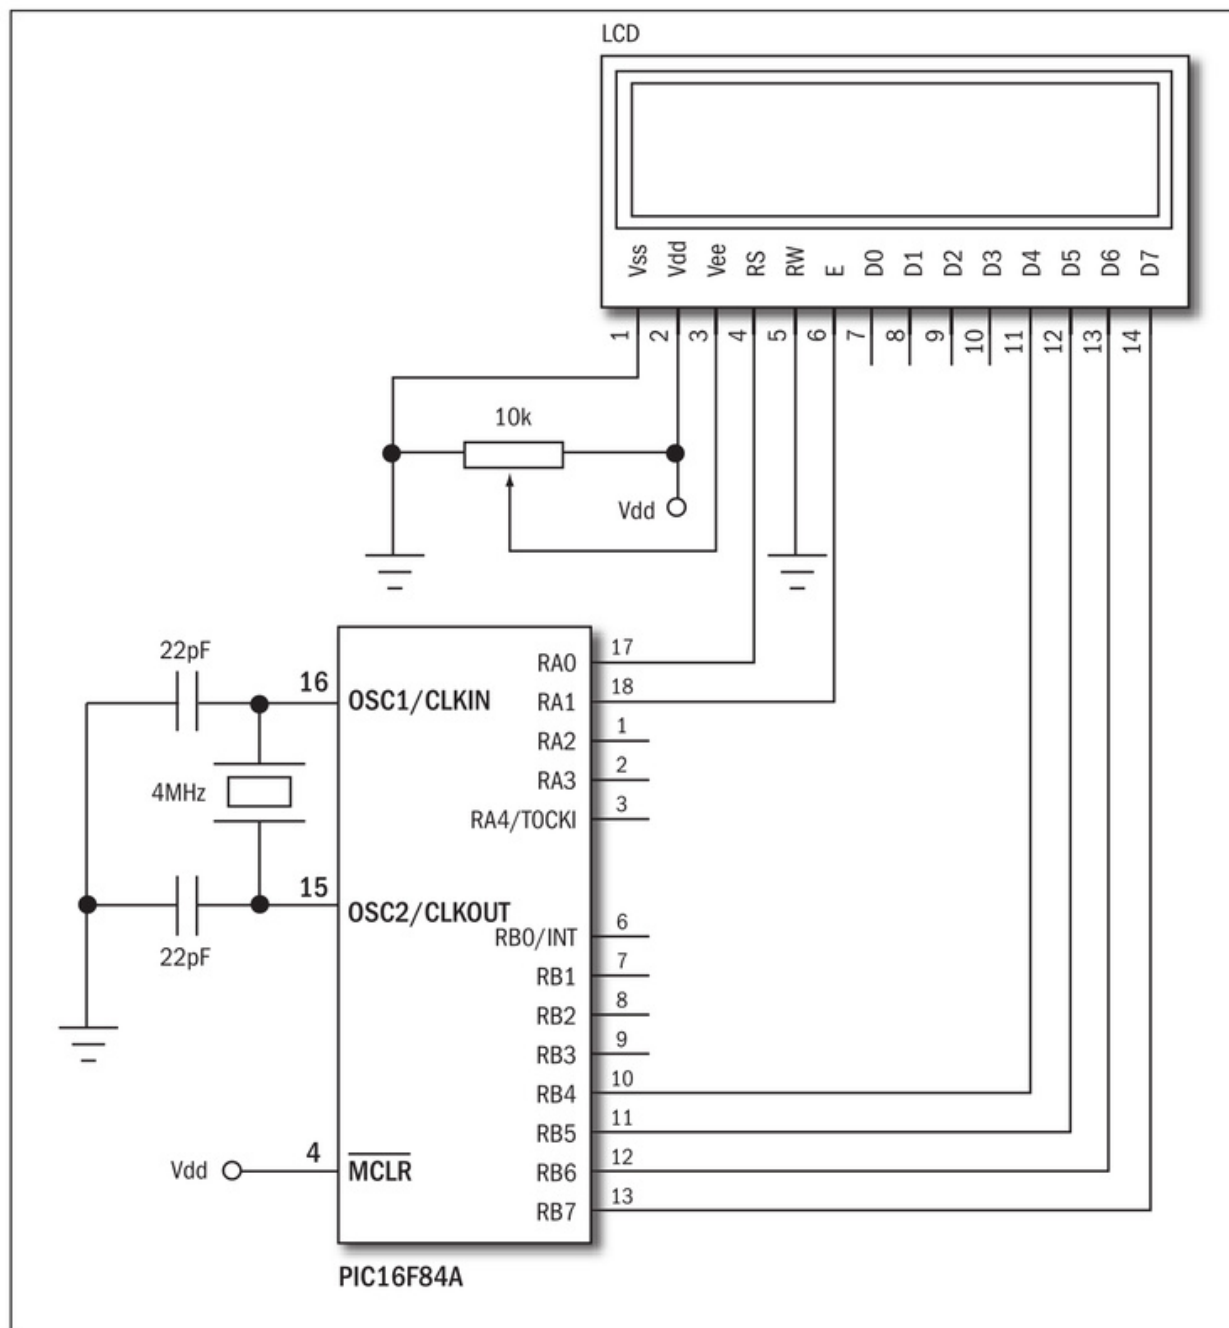 LCD
Vss Vdd Vee RS RW E D0 D1 D2 D3 D4 D5 D6 D7
1 2 3 4 5 6 7 8 9 10 11 12 13 14
10k
Vdd
22pF
16 OSC1/CLKIN
4MHz
15 OSC2/CLKOUT
22pF
Vdd
4 MCLR
RA0 17
RA1 18
RA2 1
RA3 2
RA4/TOCKI 3
RB0/INT 6
RB1 7
RB2 8
RB3 9
RB4 10
RB5 11
RB6 12
RB7 13
PIC16F84A